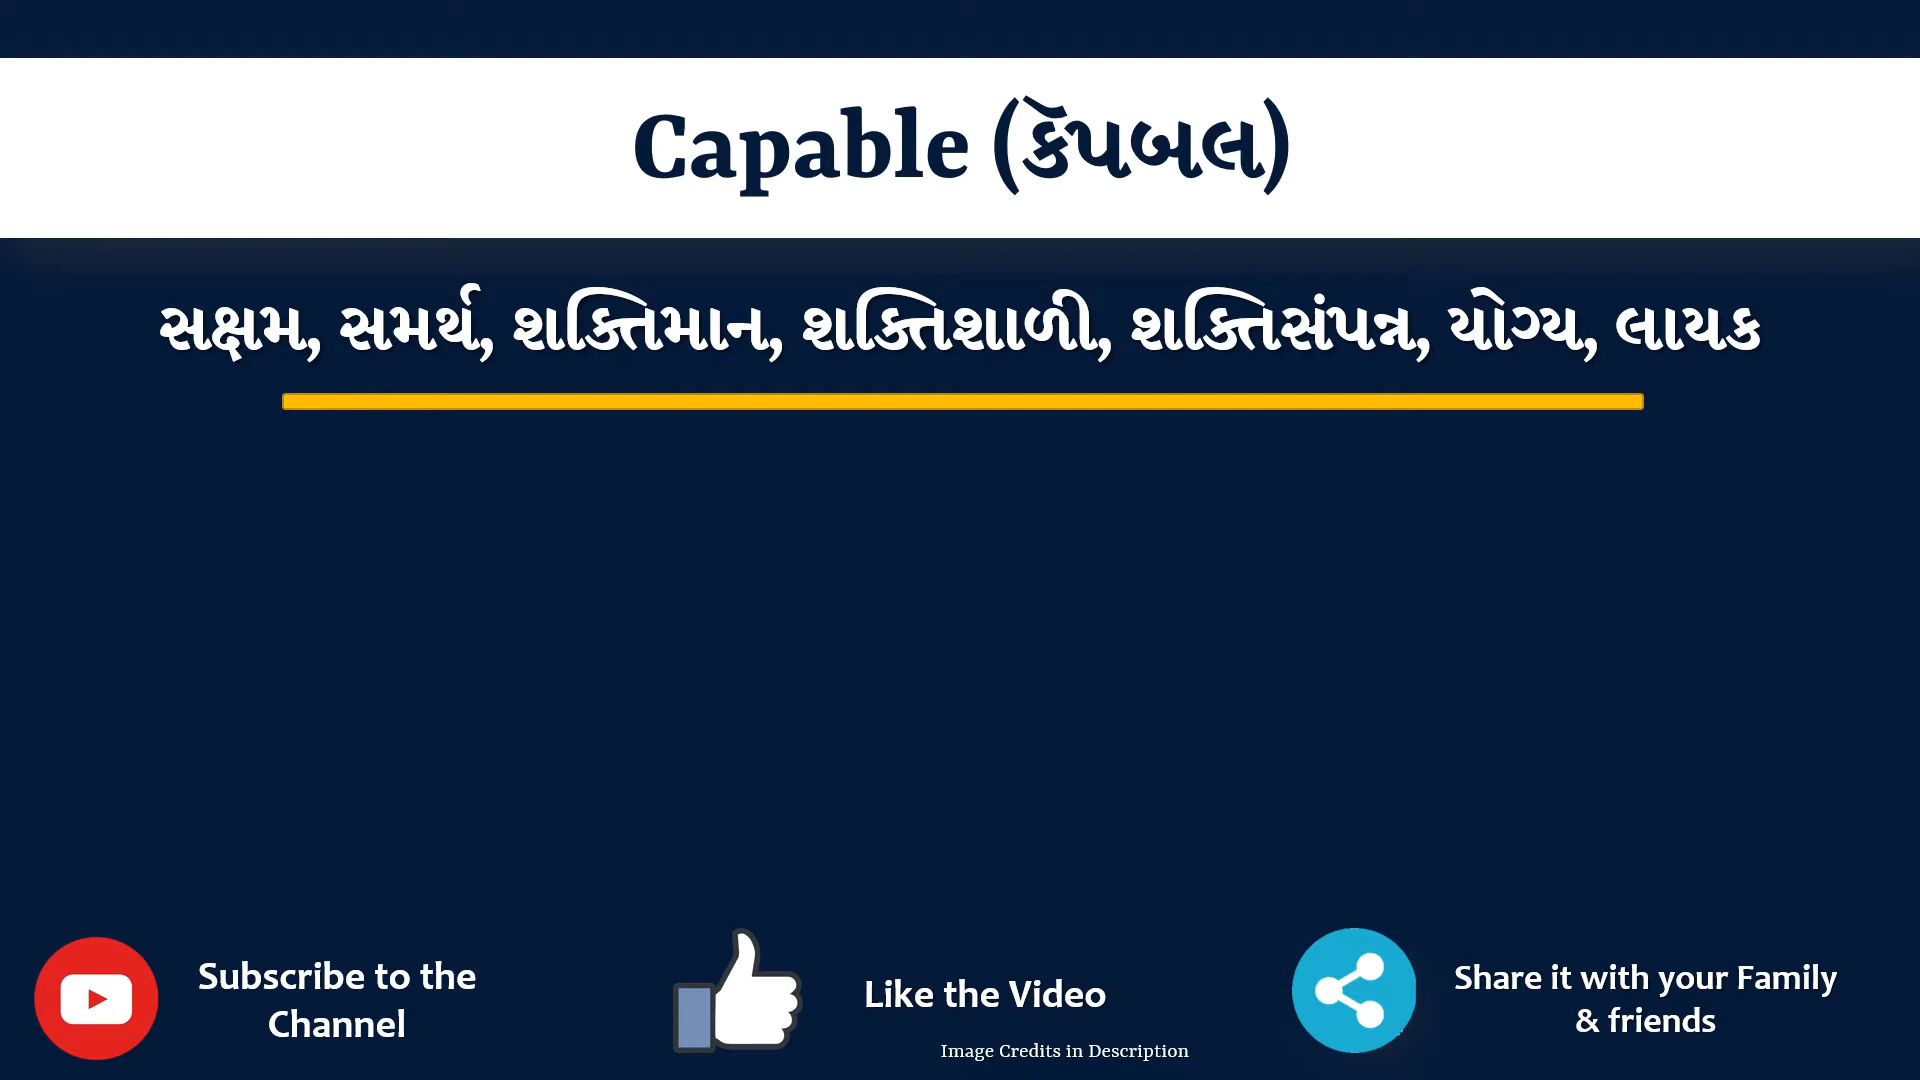 Capable (કૅપબલ)
સક્ષમ, સમર્થ, શક્તિમાન, શક્તિશાળી, શક્તિસંપન્ન, યોગ્ય, લાયક
Subscribe to the
Channel
Like the Video
Share it with your Family
& friends
Image Credits in Description